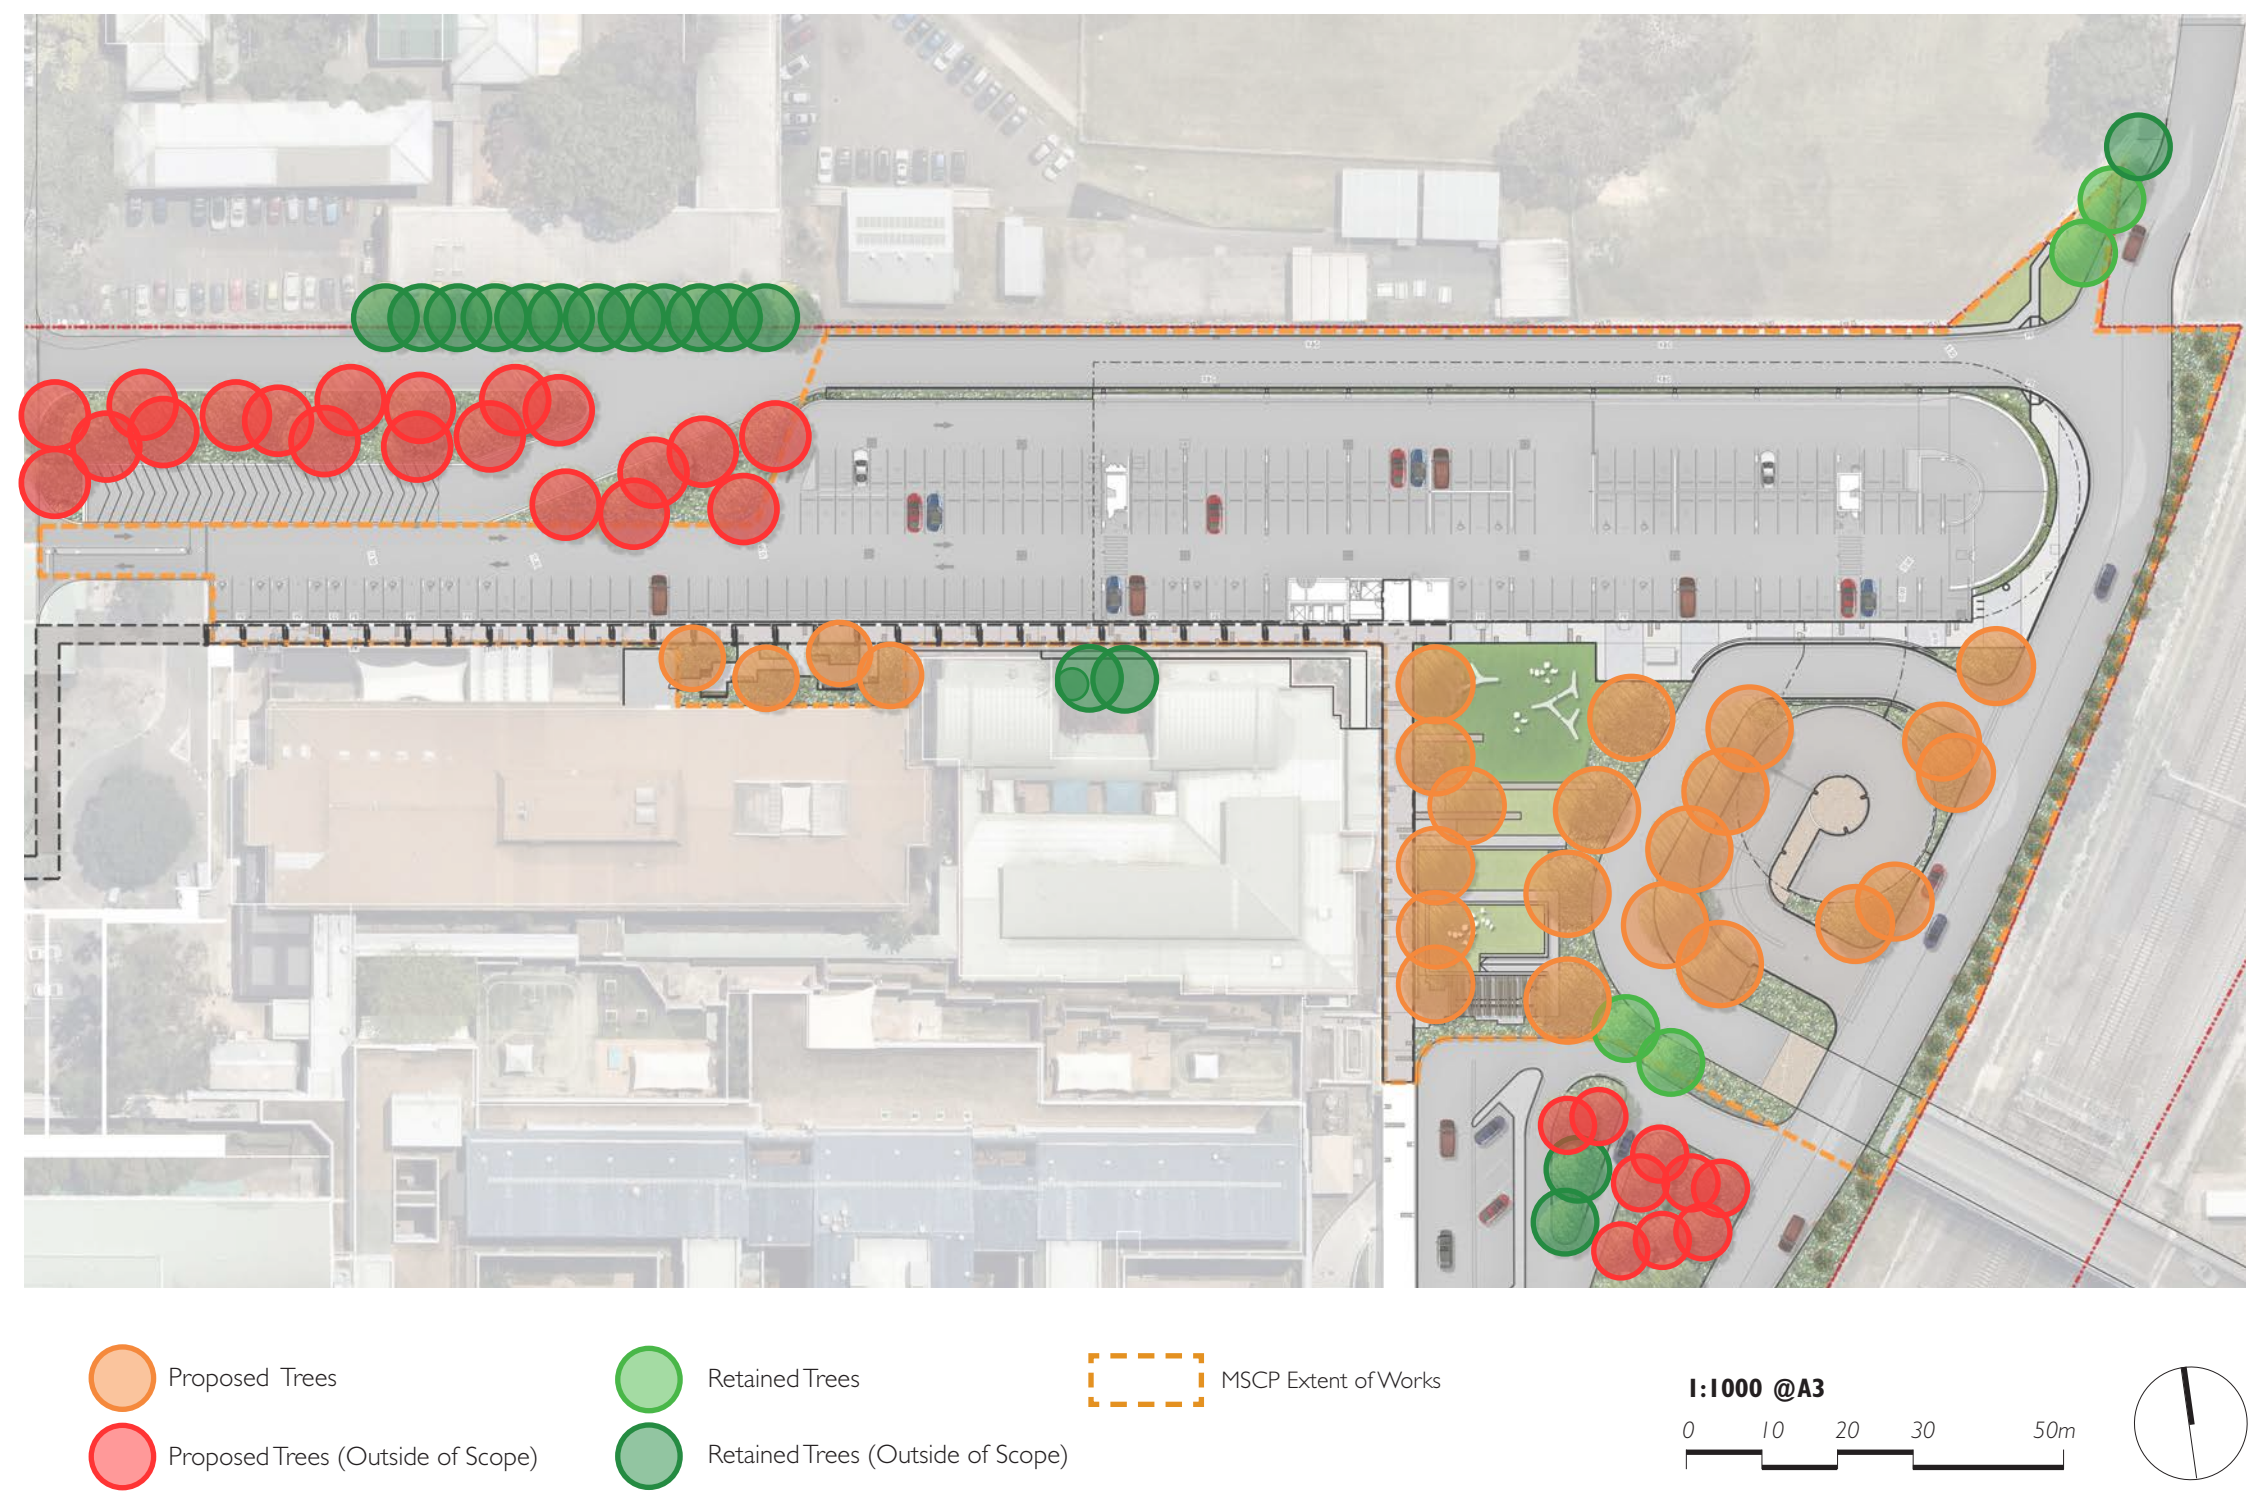 Proposed Trees
Proposed Trees (Outside of Scope)
Retained Trees
Retained Trees (Outside of Scope)
MSCP Extent of Works
1:1000 @A3
0 10 20 30 50m